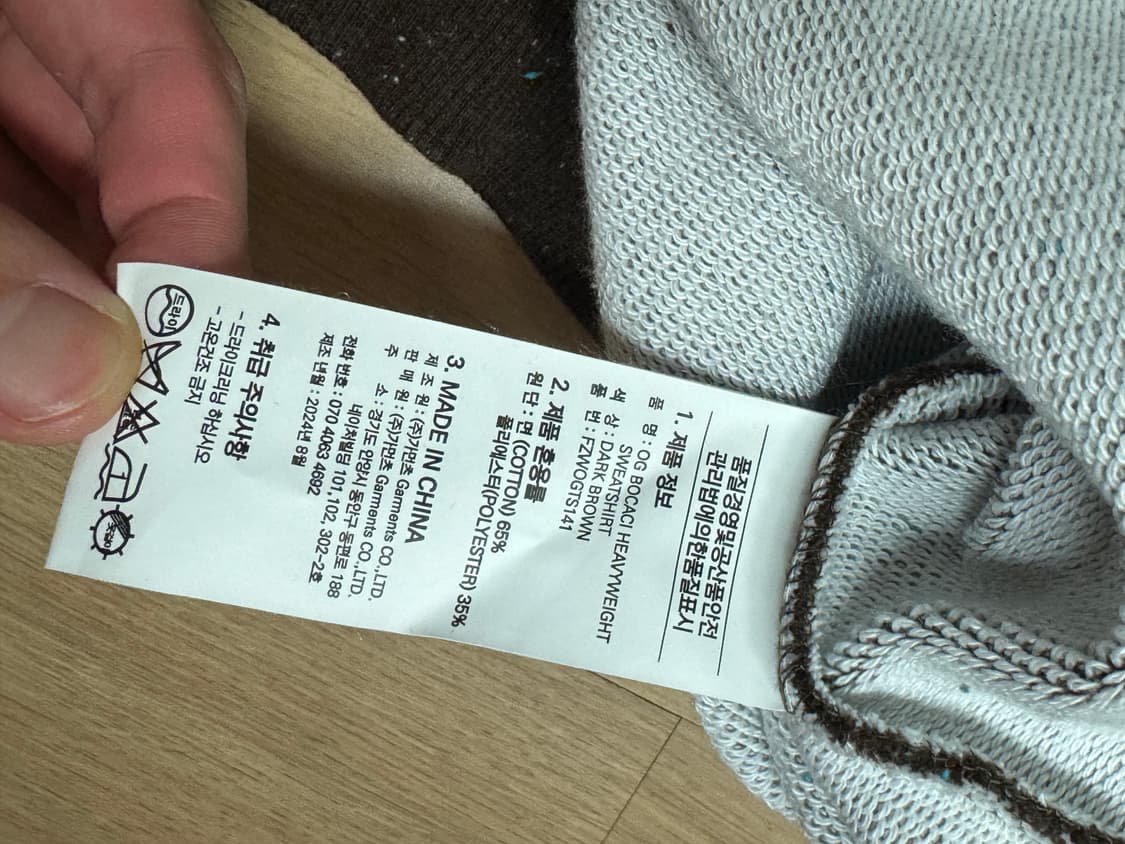 품질경영및공산품안전
관리법에의한품질표시
1. 제품 정보
품 명 : OG BOCACI HEAVYWEIGHT
SWEATSHIRT
색 상 : DARK BROWN
품 번 : FZWOGTS141
2. 제품 혼용률
원단 : 면 (COTTON) 65%
폴리에스터(POLYESTER) 35%
3. MADE IN CHINA
제 조 원 : (주)가먼츠 Garments CO.,LTD.
판 매 원 : (주)가먼츠 Garments CO.,LTD.
주 소 : 경기도 안양시 동안구 동편로 188
네이처빌딩 101,102, 302-2호
전화 번호 : 070 4063 4692
제조 년월 : 2024년 8월
4. 취급 주의사항
- 드라이크리닝 하십시오
- 고온건조 금지
드라이